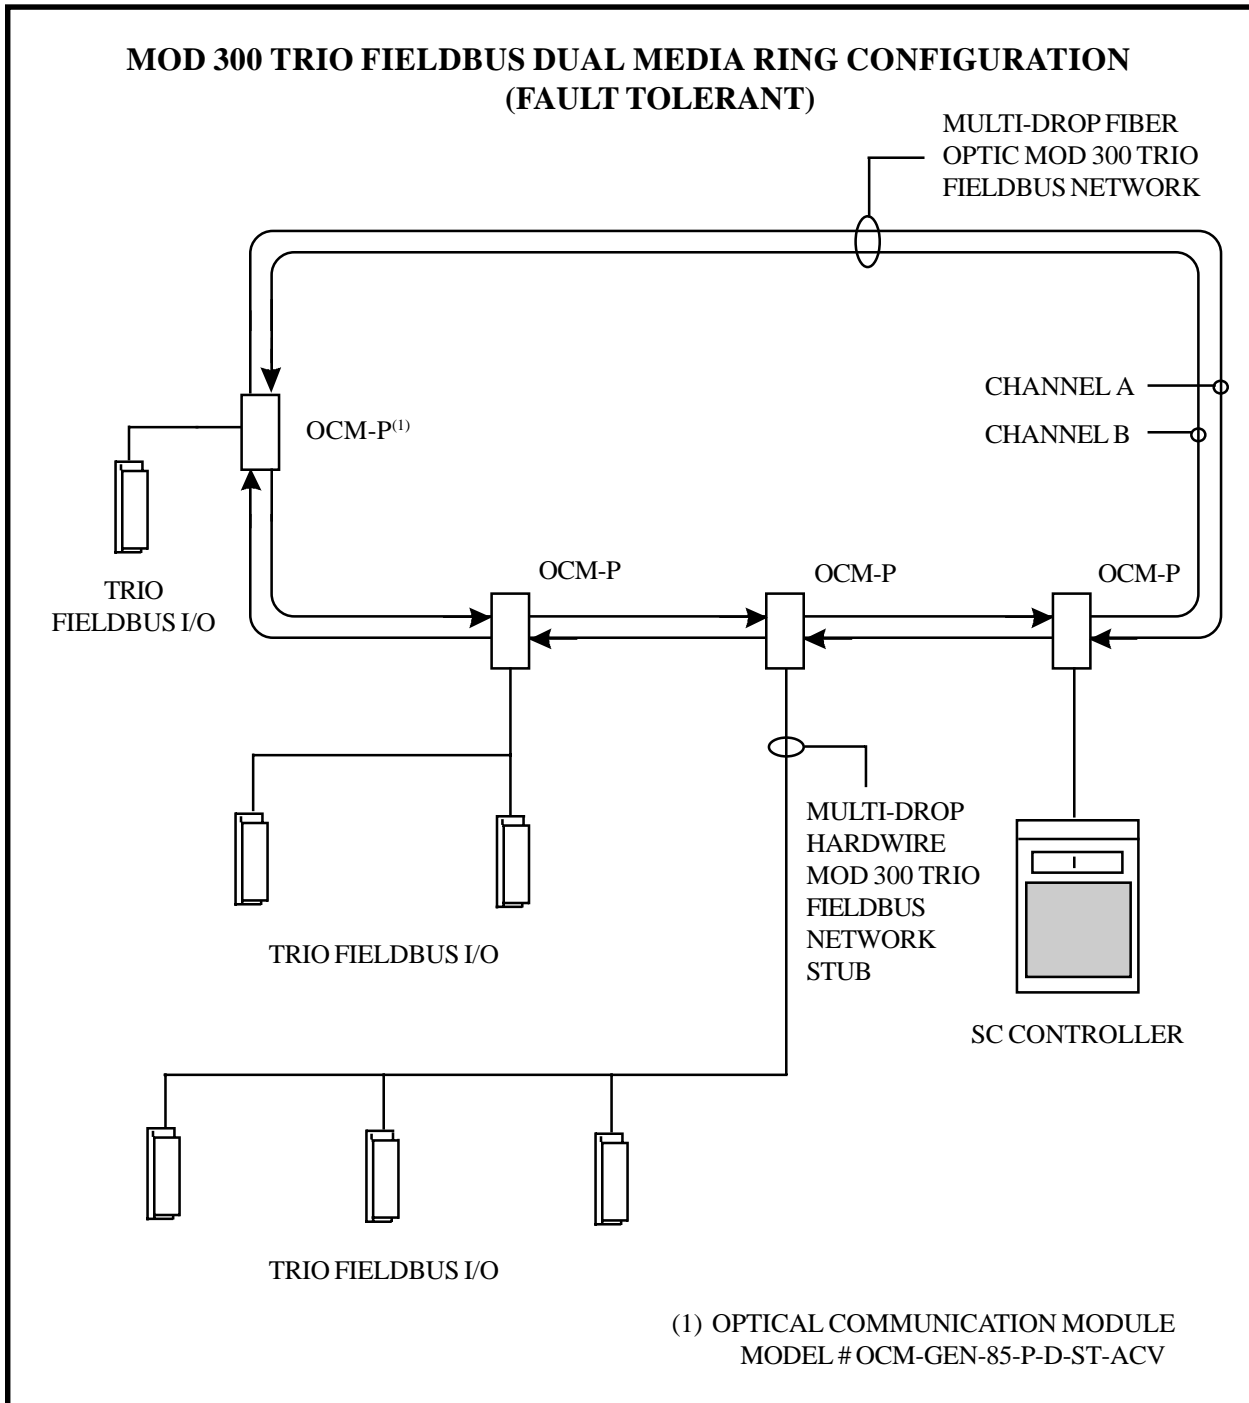 MOD 300 TRIO FIELDBUS DUAL MEDIA RING CONFIGURATION
(FAULT TOLERANT)
MULTI-DROP FIBER
OPTIC MOD 300 TRIO
FIELDBUS NETWORK
CHANNEL A
CHANNEL B
OCM-P(1)
TRIO
FIELDBUS I/O
OCM-P
OCM-P
OCM-P
MULTI-DROP
HARDWIRE
MOD 300 TRIO
FIELDBUS
NETWORK
STUB
TRIO FIELDBUS I/O
SC CONTROLLER
TRIO FIELDBUS I/O
(1) OPTICAL COMMUNICATION MODULE
MODEL # OCM-GEN-85-P-D-ST-ACV